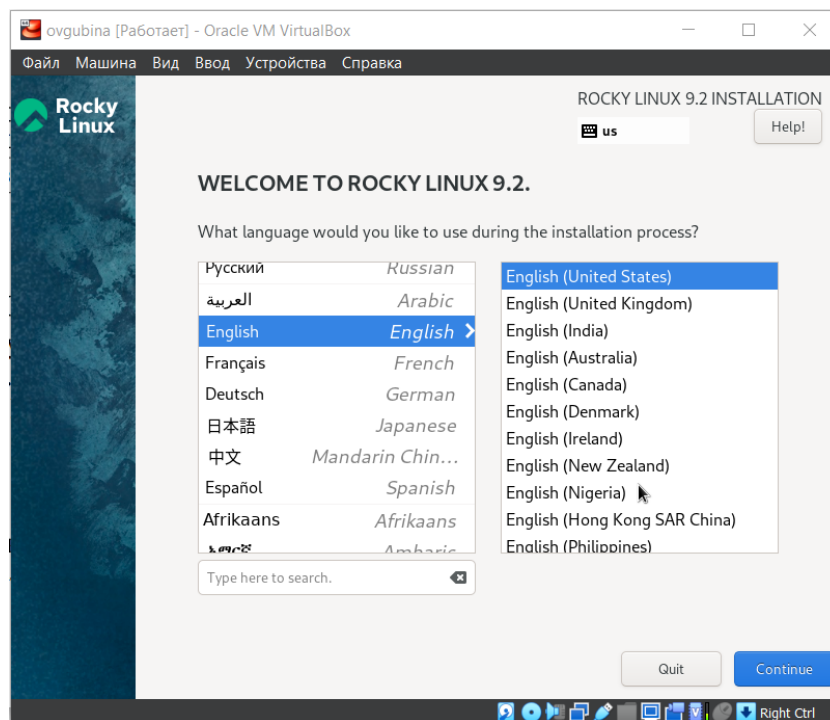 ovgubina [Работает] - Oracle VM VirtualBox
Файл Машина Вид Ввод Устройства Справка
Rocky
Linux
ROCKY LINUX 9.2 INSTALLATION
us
Help!
WELCOME TO ROCKY LINUX 9.2.
What language would you like to use during the installation process?
Русский Russian
العربية Arabic
English English
Français French
Deutsch German
日本語 Japanese
中文 Mandarin Chin...
Español Spanish
Afrikaans Afrikaans
አማርኛ Amharic
Type here to search.
English (United States)
English (United Kingdom)
English (India)
English (Australia)
English (Canada)
English (Denmark)
English (Ireland)
English (New Zealand)
English (Nigeria)
English (Hong Kong SAR China)
English (Philippines)
Quit
Continue
Right Ctrl